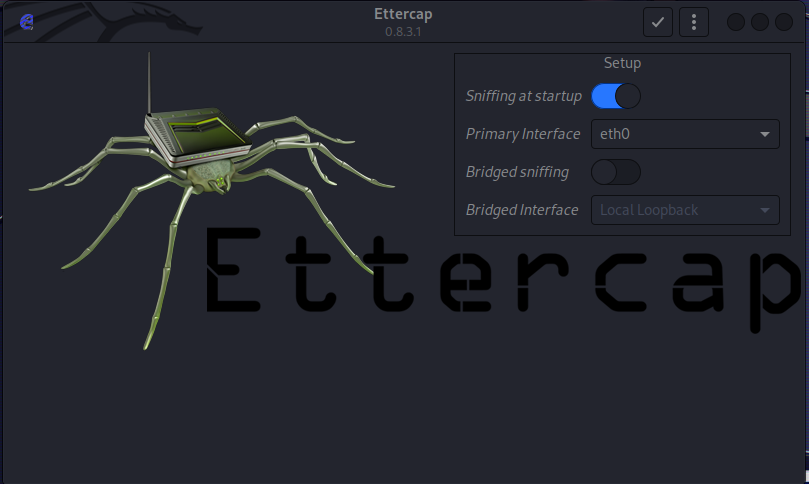 Ettercap
0.8.3.1
Setup
Sniffing at startup
Primary Interface eth0
Bridged sniffing
Bridged Interface Local Loopback
Ettercap